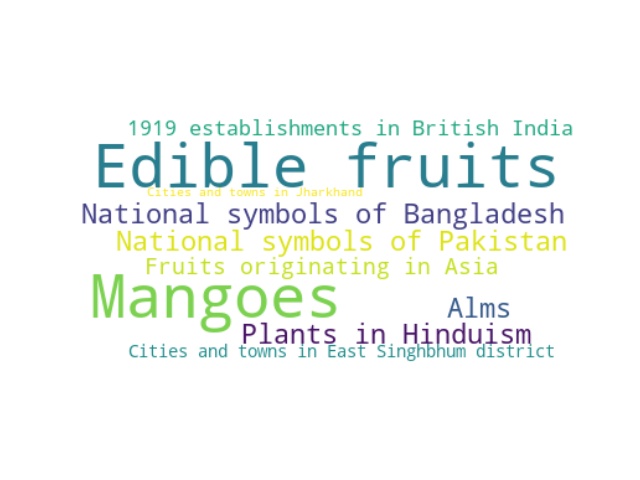 1919 establishments in British India
Edible fruits
Cities and towns in Jharkhand
National symbols of Bangladesh
National symbols of Pakistan
Fruits originating in Asia
Mangoes
Alms
Plants in Hinduism
Cities and towns in East Singhbhum district